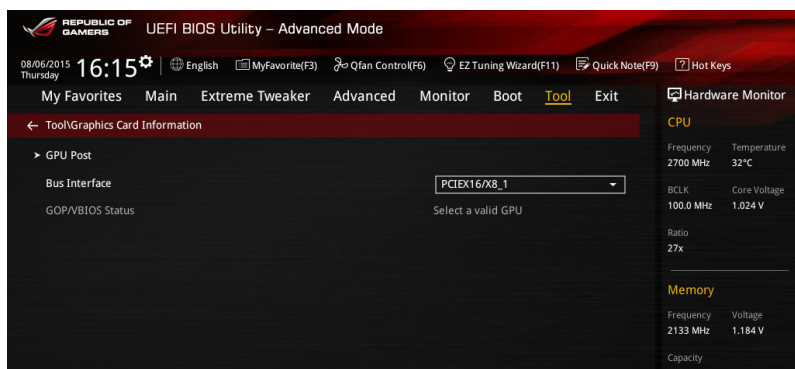 REPUBLIC OF
GAMERS
UEFI BIOS Utility – Advanced Mode
08/06/2015
Thursday
16:15
English
MyFavorite(F3)
Qfan Control(F6)
EZ Tuning Wizard(F11)
Quick Note(F9)
? Hot Keys
My Favorites Main Extreme Tweaker Advanced Monitor Boot Tool Exit
Tool\Graphics Card Information
GPU Post
Bus Interface PCIEX16/X8_1
GOP/VBIOS Status Select a valid GPU
Hardware Monitor
CPU
Frequency Temperature
2700 MHz 32°C
BCLK Core Voltage
100.0 MHz 1.024 V
Ratio
27x
Memory
Frequency Voltage
2133 MHz 1.184 V
Capacity